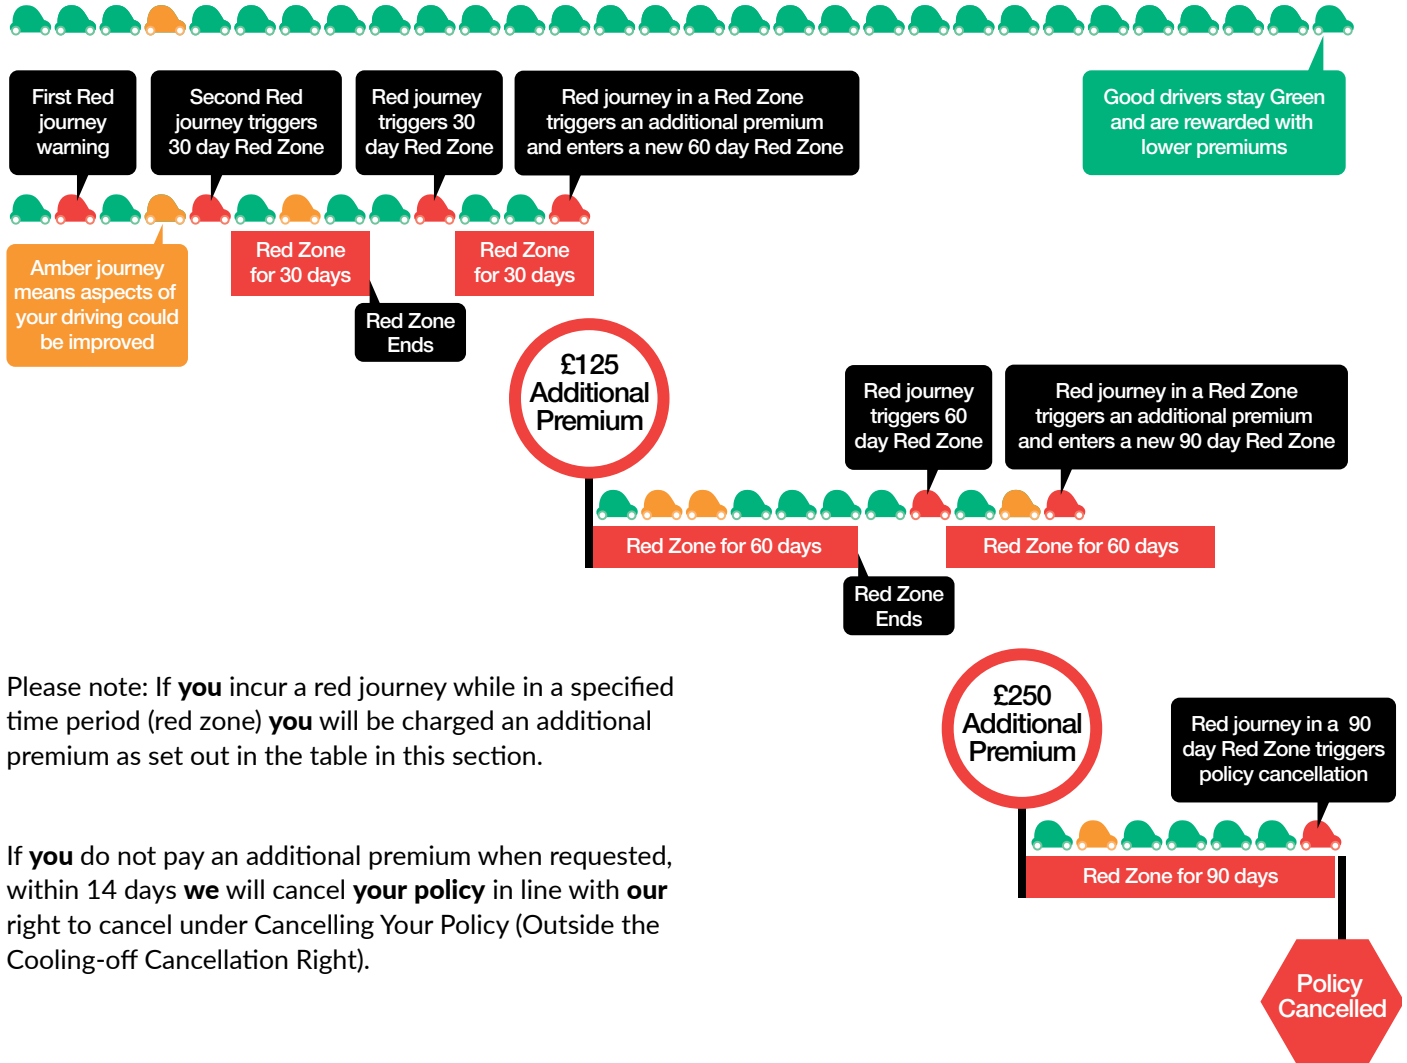 First Red
journey
warning
Second Red
journey triggers
30 day Red Zone
Red journey
triggers 30
day Red Zone
Red journey in a Red Zone
triggers an additional premium
and enters a new 60 day Red Zone
Good drivers stay Green
and are rewarded with
lower premiums
Amber journey
means aspects of
your driving could
be improved
Red Zone
for 30 days
Red Zone
Ends
Red Zone
for 30 days
£125
Additional
Premium
Red journey
triggers 60
day Red Zone
Red journey in a Red Zone
triggers an additional premium
and enters a new 90 day Red Zone
Red Zone for 60 days
Red Zone
Ends
Red Zone for 60 days
Please note: If you incur a red journey while in a specified
time period (red zone) you will be charged an additional
premium as set out in the table in this section.
If you do not pay an additional premium when requested,
within 14 days we will cancel your policy in line with our
right to cancel under Cancelling Your Policy (Outside the
Cooling-off Cancellation Right).
£250
Additional
Premium
Red journey in a 90
day Red Zone triggers
policy cancellation
Red Zone for 90 days
Policy
Cancelled